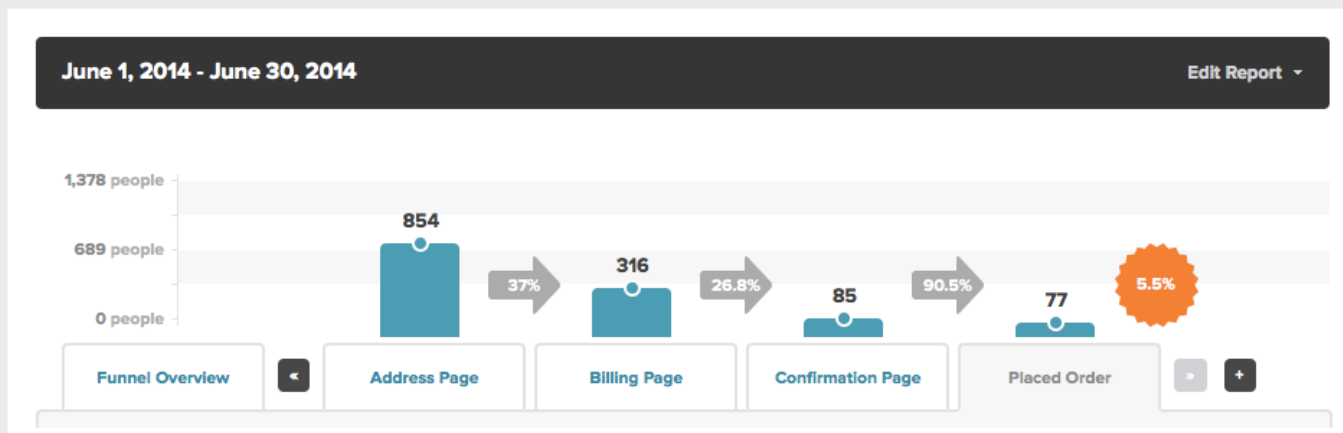 June 1, 2014 - June 30, 2014
Edit Report
1,378 people
689 people
0 people
854
37%
316
26.8%
85
90.5%
77
5.5%
Funnel Overview
«
Address Page
Billing Page
Confirmation Page
Placed Order
»
+